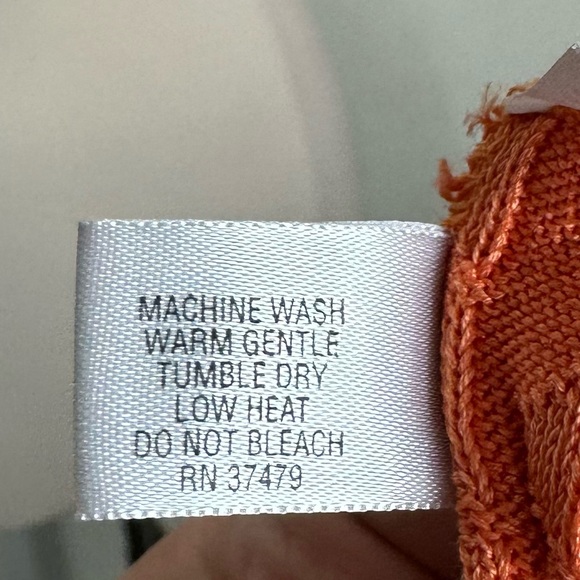 MACHINE WASH
WARM GENTLE
TUMBLE DRY
LOW HEAT
DO NOT BLEACH
RN 37479